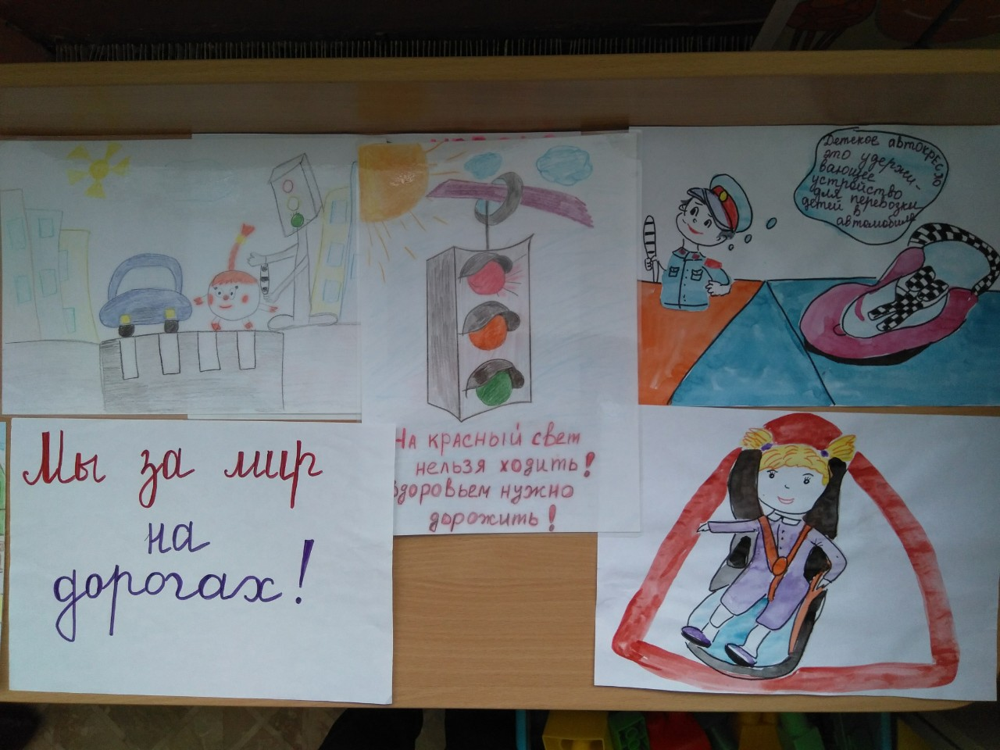 Детское автокресло
это удержи-
вающее
устройство
для перевозки
детей в
автомобиле
На красный свет
нельзя ходить!
Здоровьем нужно
дорожить!
Мы за мир
на
дорогах!